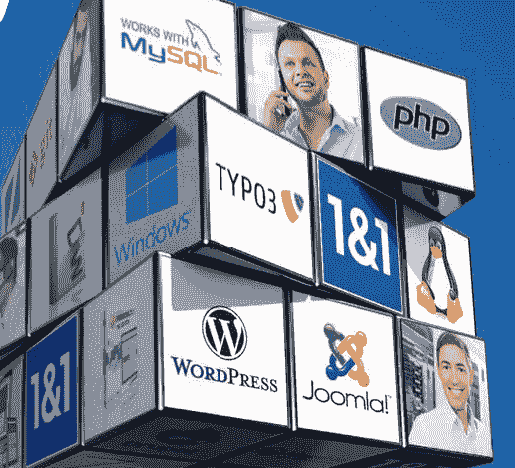 WORKS WITH
MySQL
php
TYPO3
1&1
Windows
WORDPRESS
Joomla!
1&1